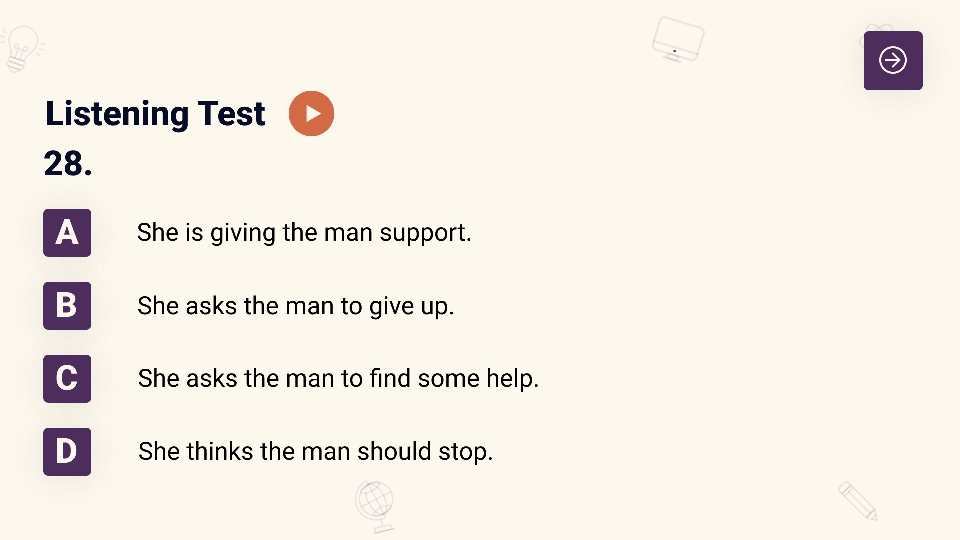 Listening Test
28.
A She is giving the man support.
B She asks the man to give up.
C She asks the man to find some help.
D She thinks the man should stop.